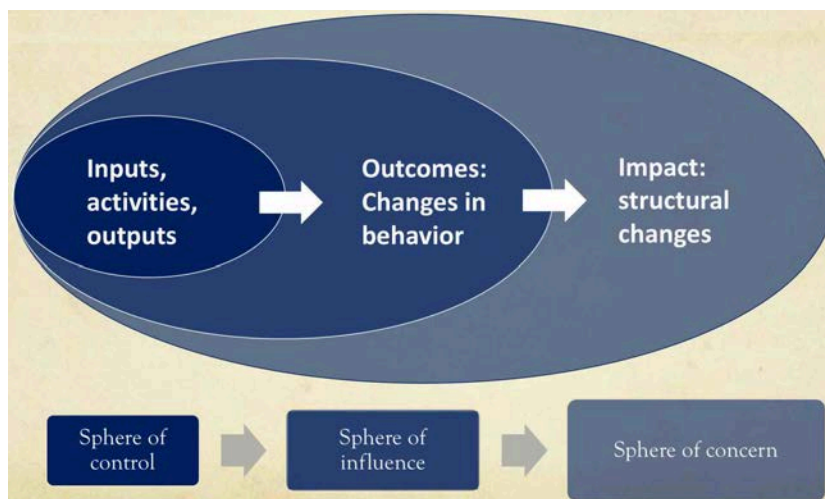 Inputs,
activities,
outputs
Outcomes:
Changes in
behavior
Impact:
structural
changes
Sphere of
control
Sphere of
influence
Sphere of concern